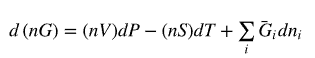 d (nG) = (nV)dP − (nS)dT + ∑ᵢ Ḡᵢdnᵢ